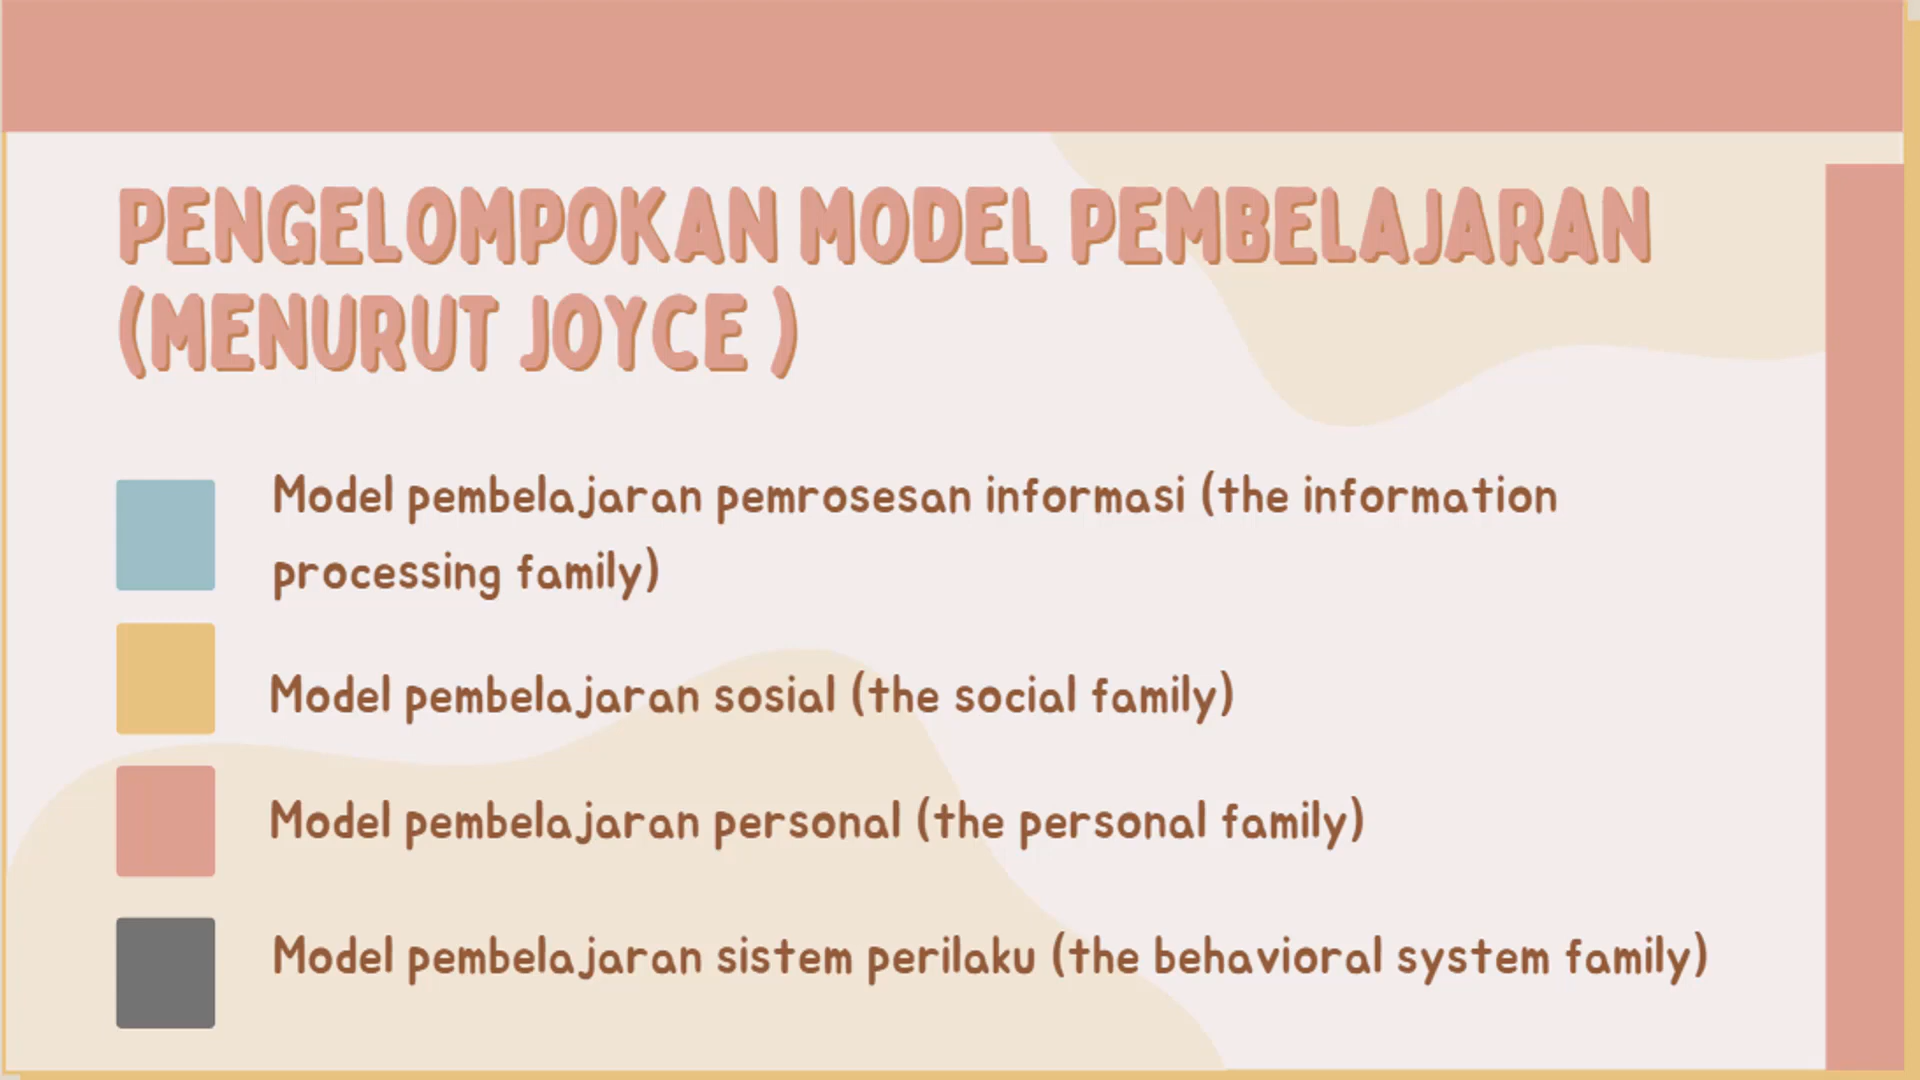 PENGELOMPOKAN MODEL PEMBELAJARAN
(MENURUT JOYCE )
Model pembelajaran pemrosesan informasi (the information
processing family)
Model pembelajaran sosial (the social family)
Model pembelajaran personal (the personal family)
Model pembelajaran sistem perilaku (the behavioral system family)